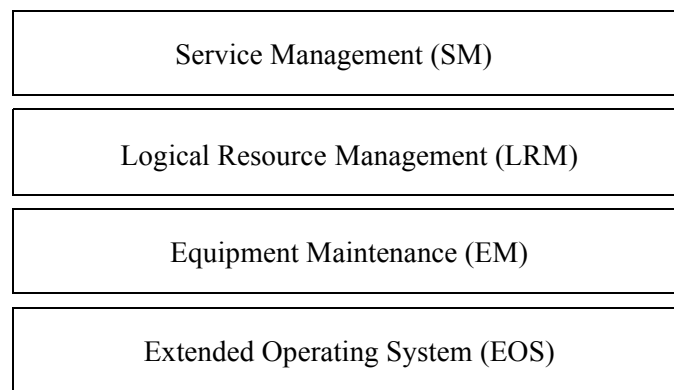 Service Management (SM)
Logical Resource Management (LRM)
Equipment Maintenance (EM)
Extended Operating System (EOS)